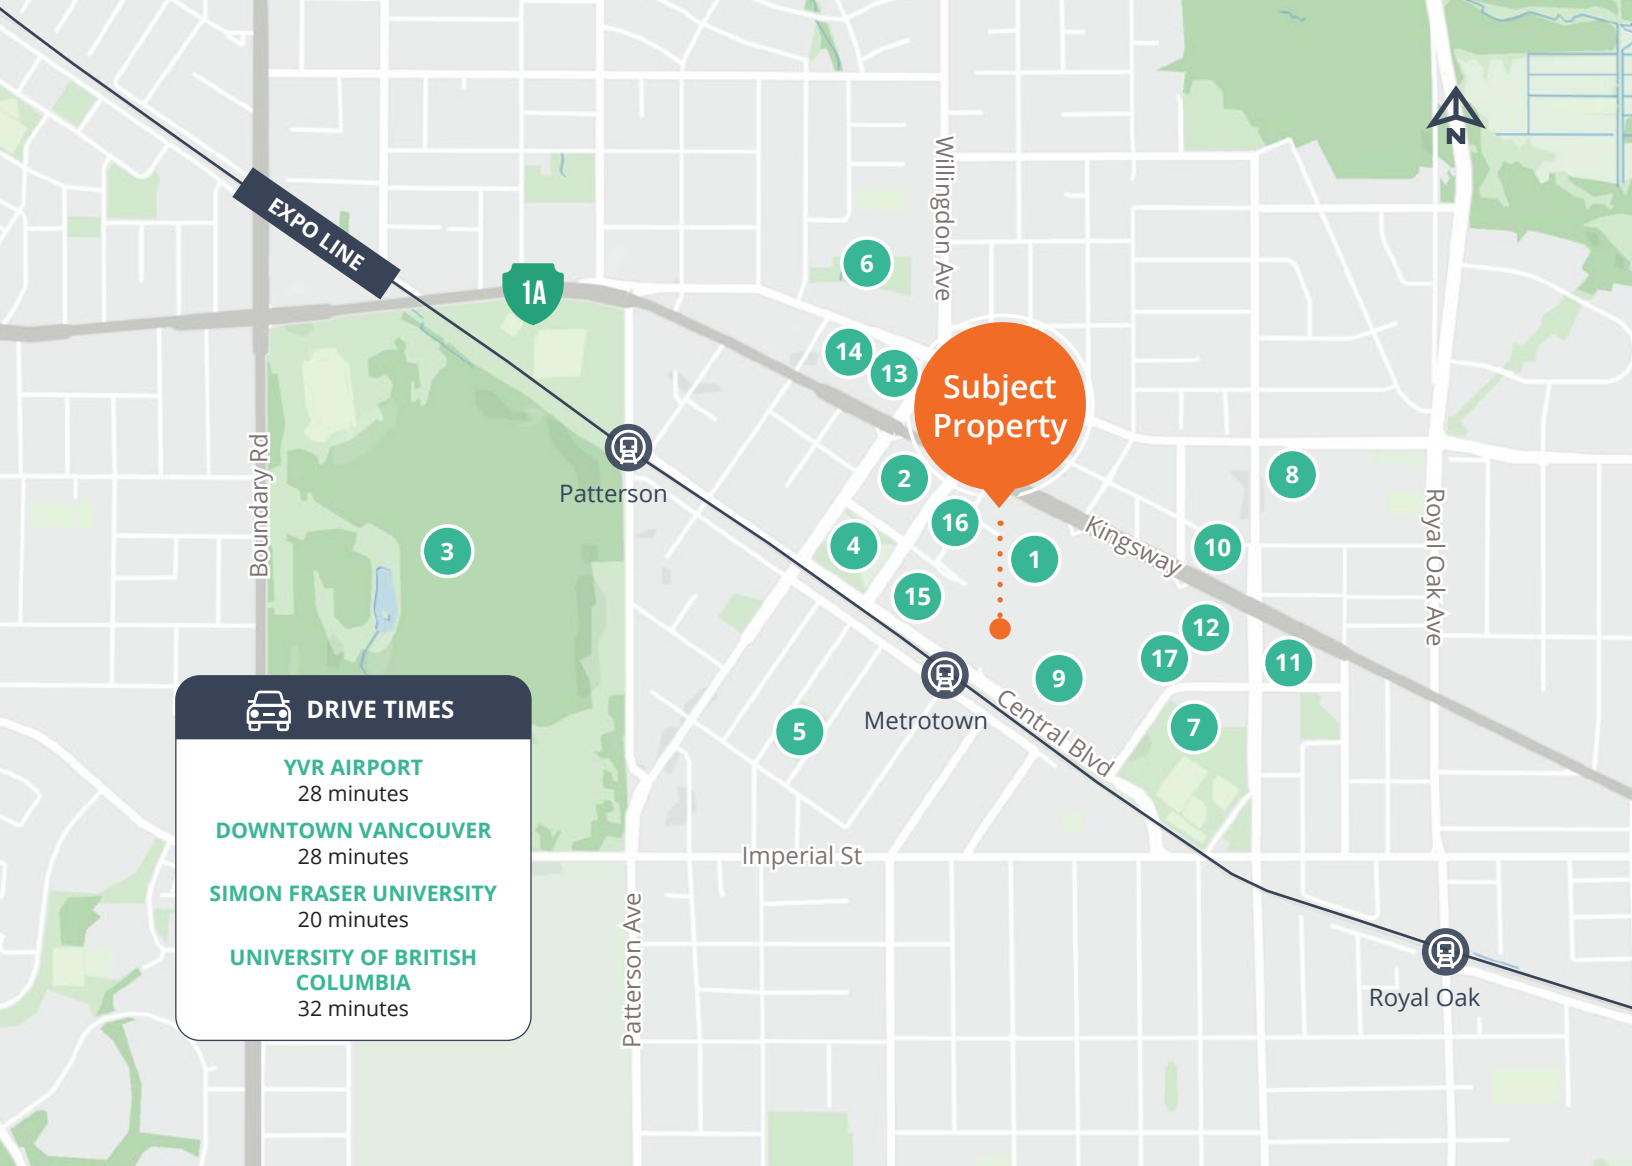 N
Willingdon Ave
EXPO LINE
6
1A
14
13
Subject
Property
Boundary Rd
2
8
Patterson
16
Kingsway
Royal Oak Ave
3
4
1
10
15
12
17
11
9
Central Blvd
Metrotown
5
7
DRIVE TIMES
YVR AIRPORT
28 minutes
DOWNTOWN VANCOUVER
28 minutes
SIMON FRASER UNIVERSITY
20 minutes
UNIVERSITY OF BRITISH
COLUMBIA
32 minutes
Imperial St
Patterson Ave
Royal Oak